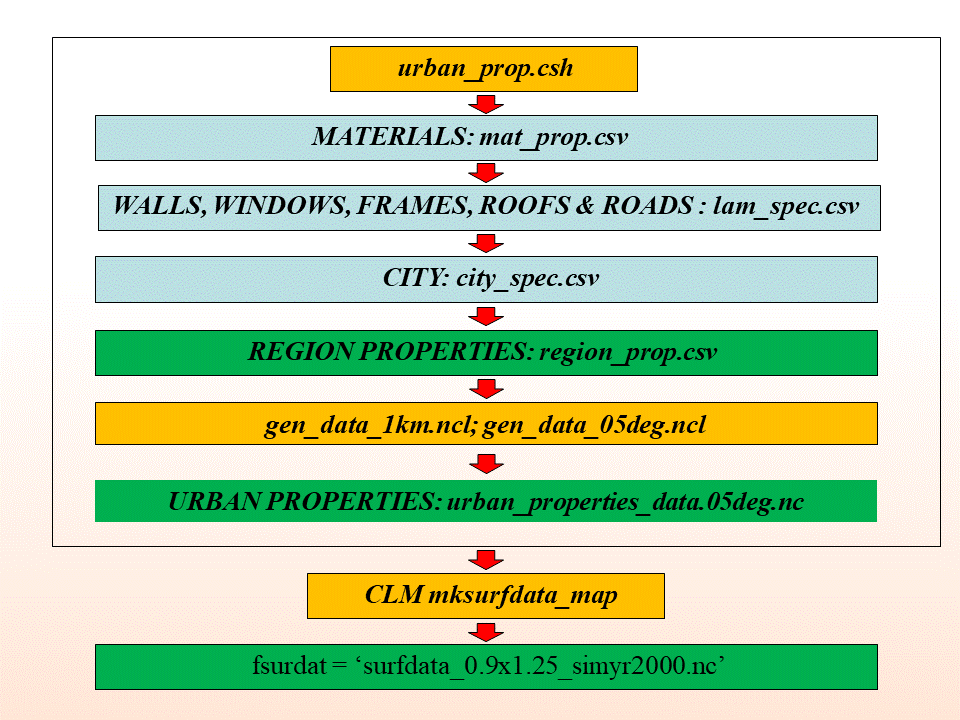 urban_prop.csh
MATERIALS: mat_prop.csv
WALLS, WINDOWS, FRAMES, ROOFS & ROADS : lam_spec.csv
CITY: city_spec.csv
REGION PROPERTIES: region_prop.csv
gen_data_1km.ncl; gen_data_05deg.ncl
URBAN PROPERTIES: urban_properties_data.05deg.nc
CLM mksurfdata_map
fsurdat = ‘surfdata_0.9x1.25_simyr2000.nc’